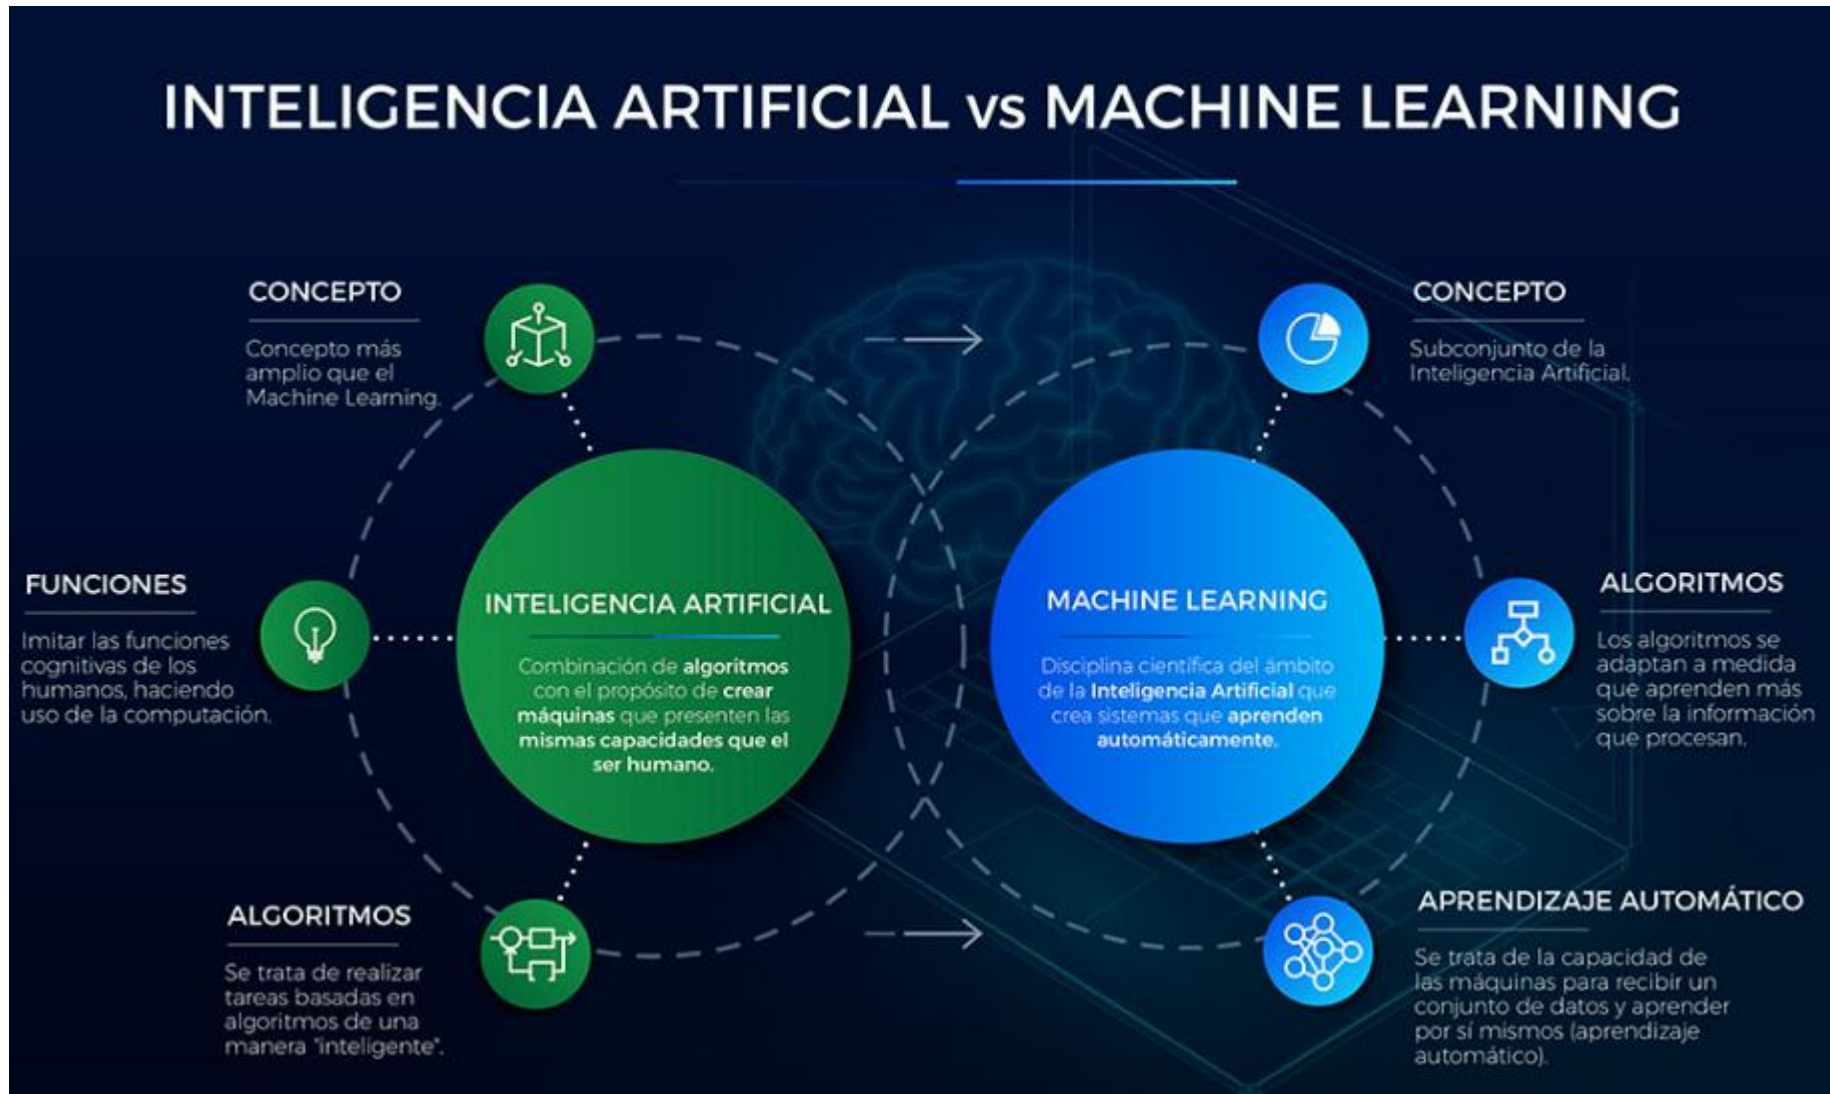 INTELIGENCIA ARTIFICIAL vs MACHINE LEARNING
CONCEPTO
Concepto más
amplio que el
Machine Learning.
FUNCIONES
Imitar las funciones
cognitivas de los
humanos, haciendo
uso de la computación.
ALGORITMOS
Se trata de realizar
tareas basadas en
algoritmos de una
manera "inteligente".
INTELIGENCIA ARTIFICIAL
Combinación de algoritmos
con el propósito de crear
máquinas que presenten las
mismas capacidades que el
ser humano.
MACHINE LEARNING
Disciplina científica del ámbito
de la Inteligencia Artificial que
crea sistemas que aprenden
automáticamente.
CONCEPTO
Subconjunto de la
Inteligencia Artificial.
ALGORITMOS
Los algoritmos se
adaptan a medida
que aprenden más
sobre la información
que procesan.
APRENDIZAJE AUTOMÁTICO
Se trata de la capacidad de
las máquinas para recibir un
conjunto de datos y aprender
por sí mismos (aprendizaje
automático).